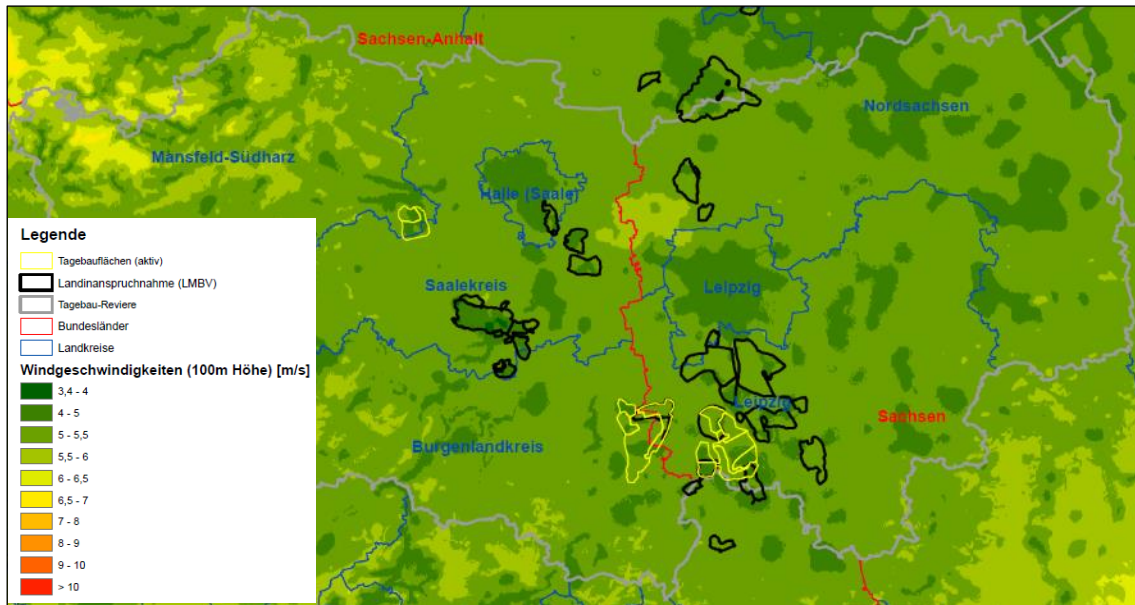 Sachsen-Anhalt
Nordsachsen
Mansfeld-Südharz
Halle (Saale)
Saalekreis
Leipzig
Leipzig
Sachsen
Burgenlandkreis
Legende
Tagebauflächen (aktiv)
Landinanspruchnahme (LMBV)
Tagebau-Reviere
Bundesländer
Landkreise
Windgeschwindigkeiten (100m Höhe) [m/s]
3,4 - 4
4 - 5
5 - 5,5
5,5 - 6
6 - 6,5
6,5 - 7
7 - 8
8 - 9
9 - 10
> 10